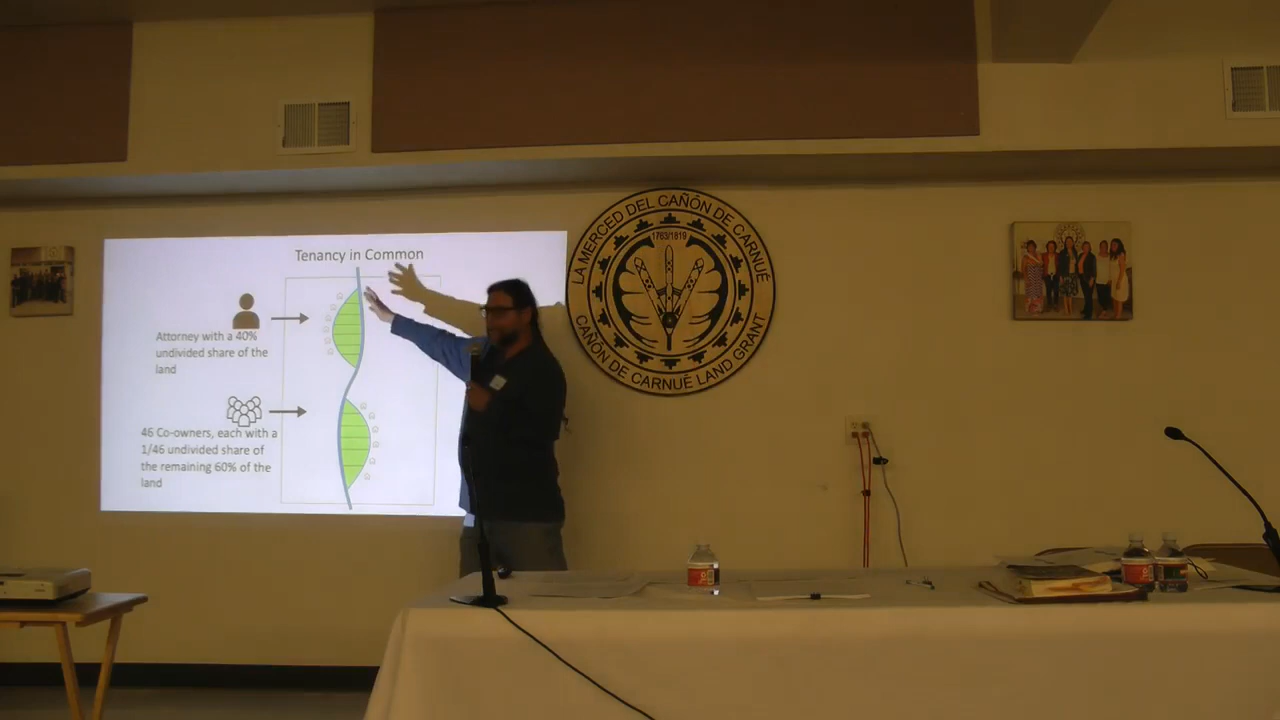 Tenancy in Common
Attorney with a 40%
undivided share of the
land
46 Co-owners, each with a
1/46 undivided share of
the remaining 60% of the
land
LA MERCED DEL CAÑÒN DE CARNUÉ
1763/1819
CAÑON DE CARNUÉ LAND GRANT